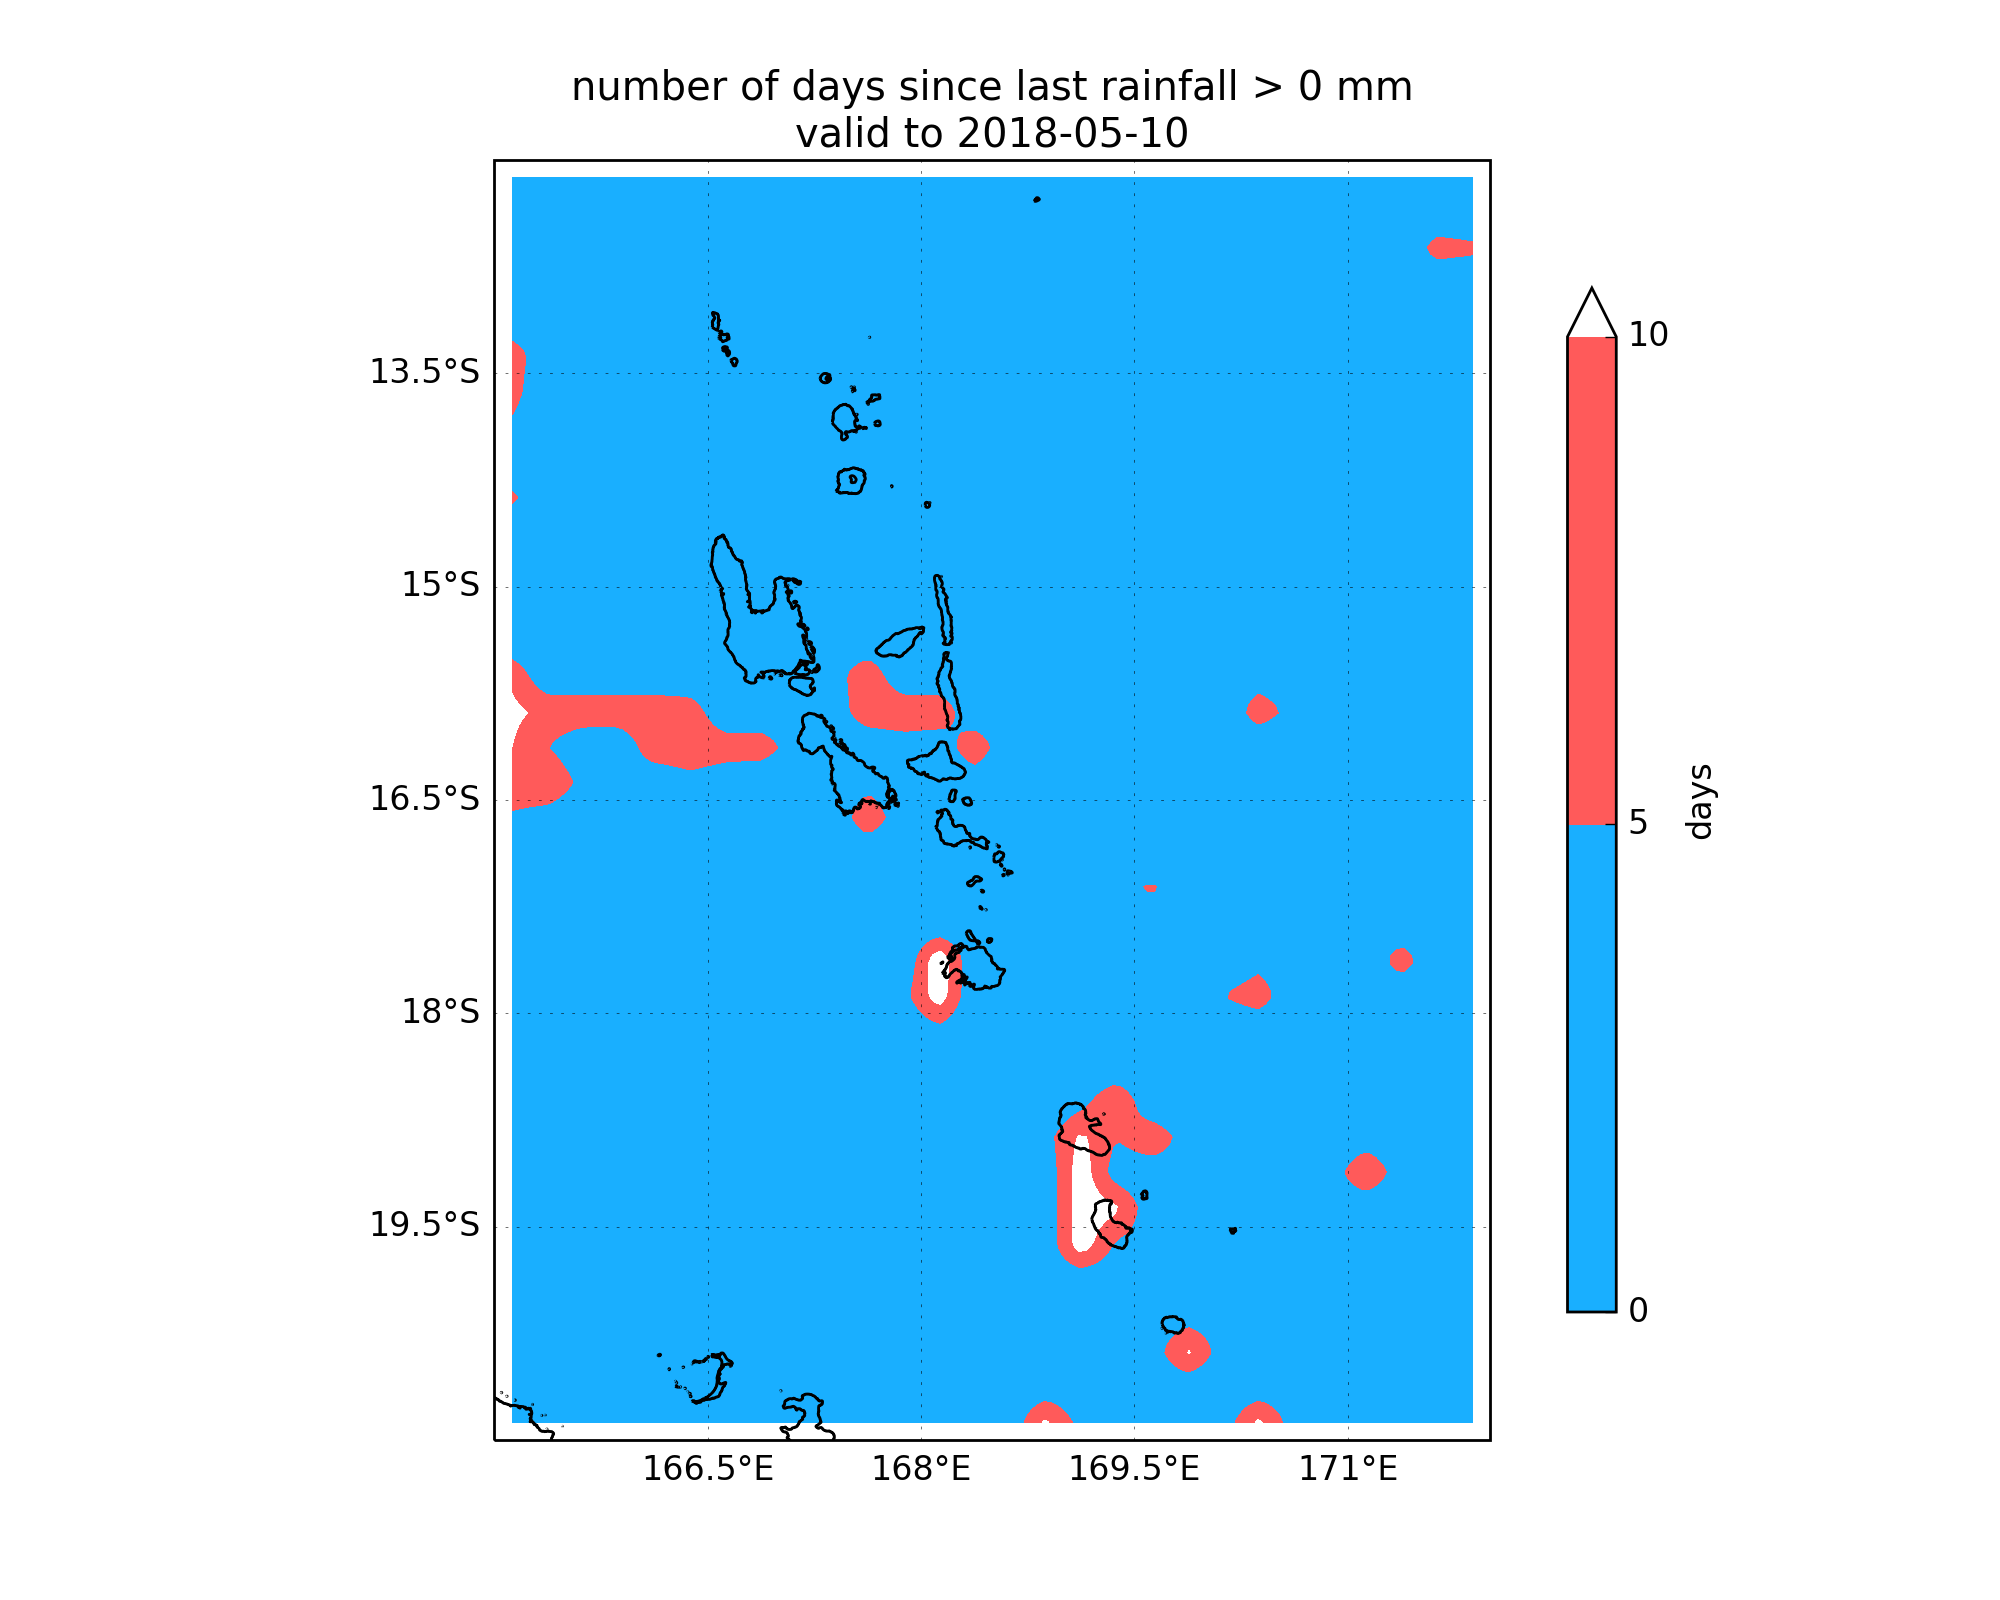 number of days since last rainfall > 0 mm
valid to 2018-05-10
13.5°S
15°S
16.5°S
18°S
19.5°S
166.5°E 168°E 169.5°E 171°E
10
5
0
days